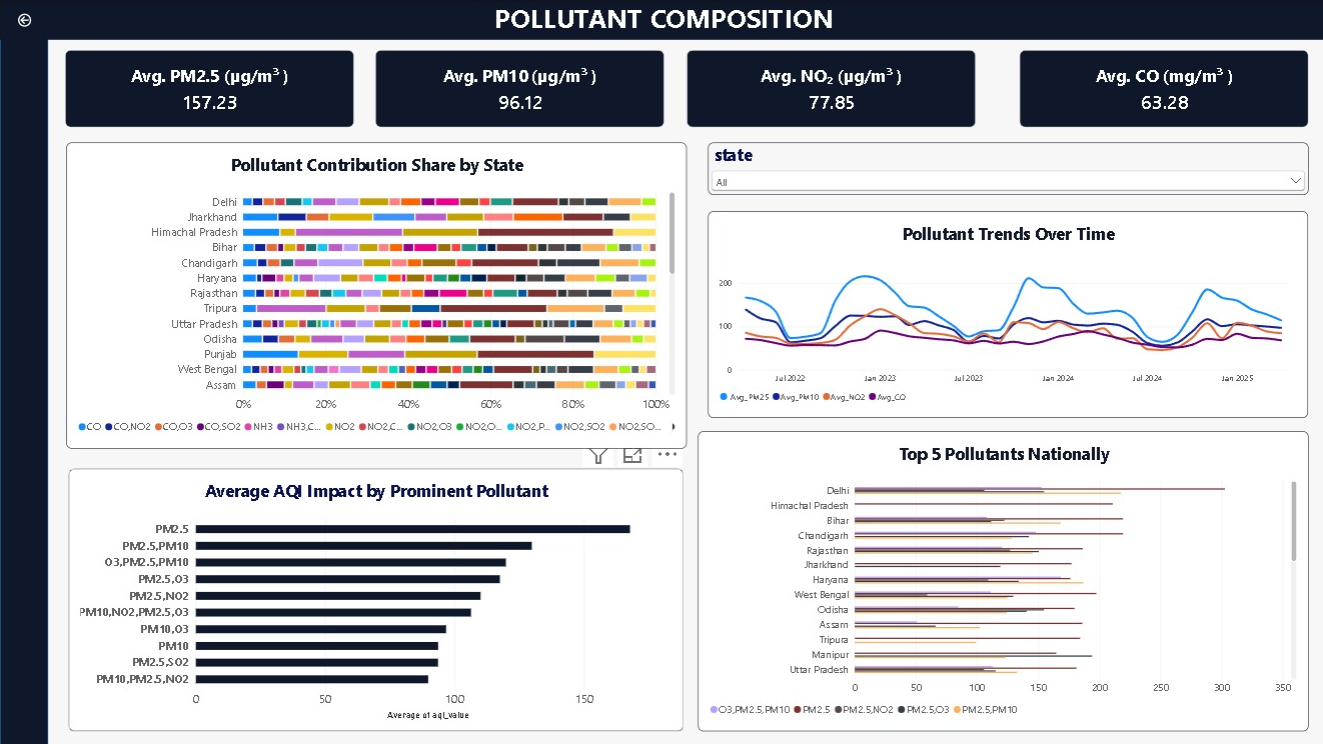 POLLUTANT COMPOSITION
Avg. PM2.5 (µg/m³ )
157.23
Avg. PM10 (µg/m³ )
96.12
Avg. NO₂ (µg/m³ )
77.85
Avg. CO (mg/m³ )
63.28
Pollutant Contribution Share by State
Delhi
Jharkhand
Himachal Pradesh
Bihar
Chandigarh
Haryana
Rajasthan
Tripura
Uttar Pradesh
Odisha
Punjab
West Bengal
Assam
0% 20% 40% 60% 80% 100%
CO CO,NO2 CO,O3 CO,SO2 NH3 NH3,C... NO2 NO2,C... NO2,O3 NO2,O... NO2,P... NO2,SO2 NO2,SO...
state
All
Pollutant Trends Over Time
200
100
0
Jul 2022 Jan 2023 Jul 2023 Jan 2024 Jul 2024 Jan 2025
Avg_PM25 Avg_PM10 Avg_NO2 Avg_CO
Average AQI Impact by Prominent Pollutant
PM2.5
PM2.5,PM10
O3,PM2.5,PM10
PM2.5,O3
PM2.5,NO2
PM10,NO2,PM2.5,O3
PM10,O3
PM10
PM2.5,SO2
PM10,PM2.5,NO2
0 50 100 150
Average of aqi_value
Top 5 Pollutants Nationally
Delhi
Himachal Pradesh
Bihar
Chandigarh
Rajasthan
Jharkhand
Haryana
West Bengal
Odisha
Assam
Tripura
Manipur
Uttar Pradesh
0 50 100 150 200 250 300 350
O3,PM2.5,PM10 PM2.5 PM2.5,NO2 PM2.5,O3 PM2.5,PM10